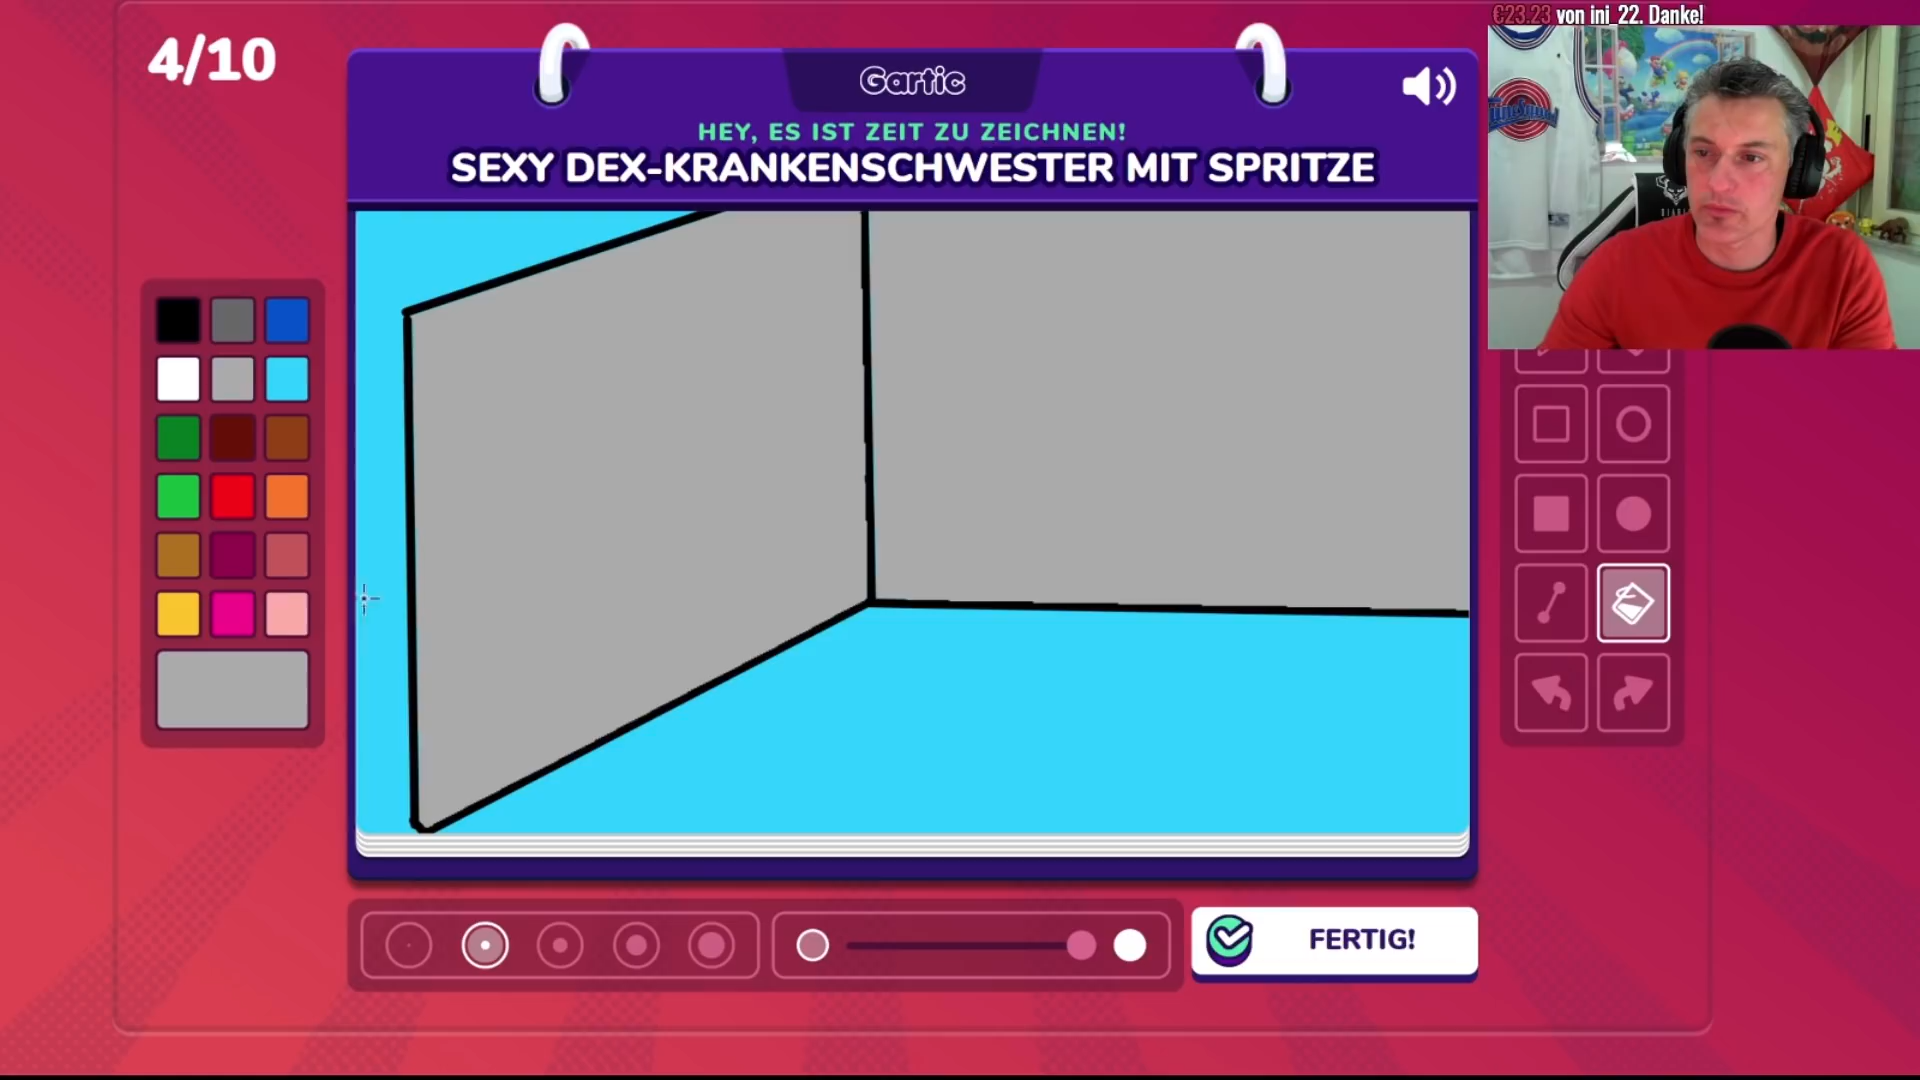 €23.23 von ini_22. Danke!
4/10
Gartic
HEY, ES IST ZEIT ZU ZEICHNEN!
SEXY DEX-KRANKENSCHWESTER MIT SPRITZE
FERTIG!